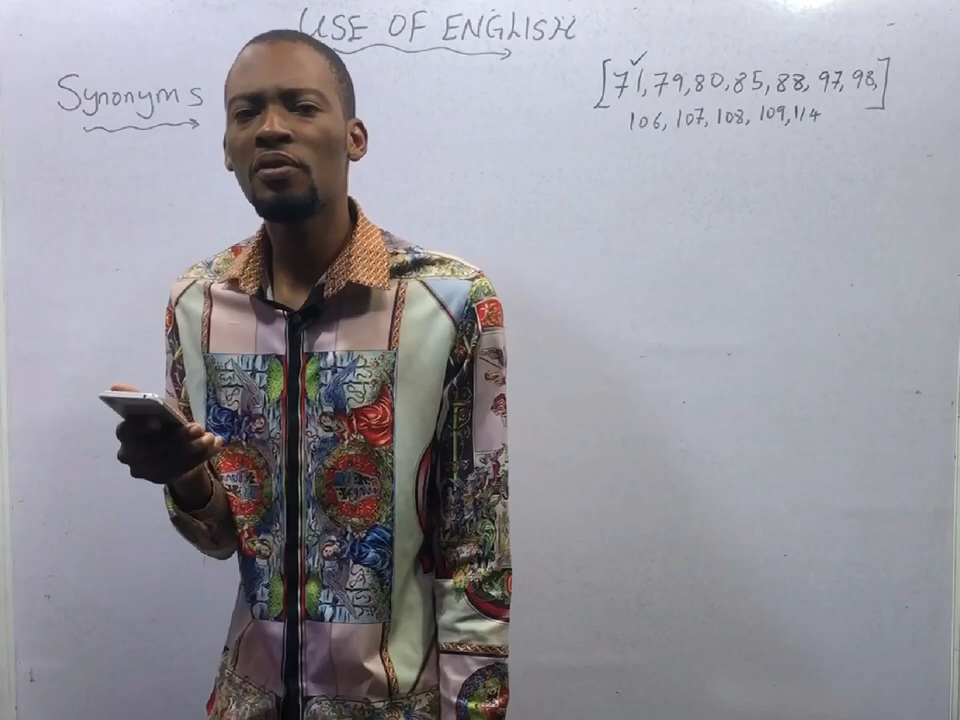 USE OF ENGLISH
Synonyms
[71, 79, 80, 85, 88, 97, 98,]
106, 107, 108, 109, 114